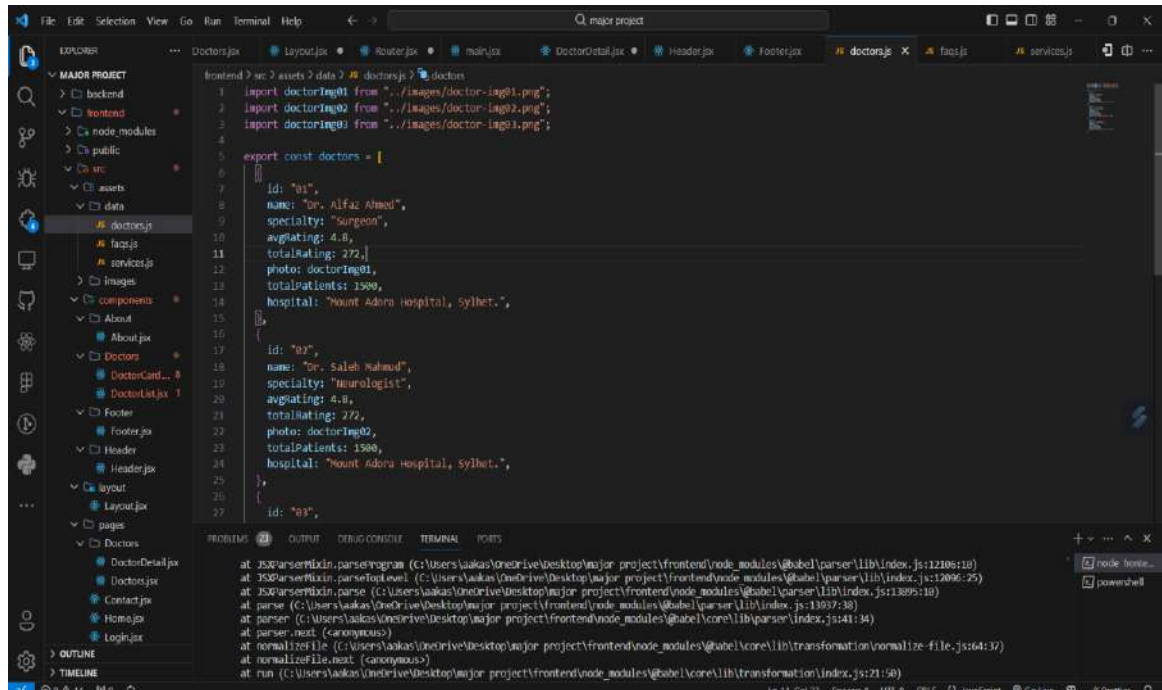 File Edit Selection View Go Run Terminal Help
major project
EXPLORER
Doctors.jsx Layout.jsx Router.jsx main.jsx DoctorDetail.jsx Header.jsx Footer.jsx JS doctors.js JS faqs.js JS services.js
MAJOR PROJECT
backend
frontend
node_modules
public
src
assets
data
JS doctors.js
JS faqs.js
JS services.js
images
components
About
About.jsx
Doctors
DoctorCard... 8
DoctorList.jsx 1
Footer
Footer.jsx
Header
Header.jsx
layout
Layout.jsx
pages
Doctors
DoctorDetail.jsx
Doctors.jsx
Contact.jsx
Home.jsx
Login.jsx
OUTLINE
TIMELINE
frontend > src > assets > data > JS doctors.js > doctors
1 import doctorImg01 from "../images/doctor-img01.png";
2 import doctorImg02 from "../images/doctor-img02.png";
3 import doctorImg03 from "../images/doctor-img03.png";
4
5 export const doctors = [
6 {
7 id: "01",
8 name: "Dr. Alfaz Ahmed",
9 specialty: "Surgeon",
10 avgRating: 4.8,
11 totalRating: 272,
12 photo: doctorImg01,
13 totalPatients: 1500,
14 hospital: "Mount Adora Hospital, Sylhet.",
15 },
16 {
17 id: "02",
18 name: "Dr. Saleh Mahmud",
19 specialty: "Neurologist",
20 avgRating: 4.8,
21 totalRating: 272,
22 photo: doctorImg02,
23 totalPatients: 1500,
24 hospital: "Mount Adora Hospital, Sylhet.",
25 },
26 {
27 id: "03",
PROBLEMS 23 OUTPUT DEBUG CONSOLE TERMINAL PORTS
at JSXParserMixin.parseProgram (C:\Users\aakas\OneDrive\Desktop\major project\frontend\node_modules\@babel\parser\lib\index.js:12106:10)
at JSXParserMixin.parseTopLevel (C:\Users\aakas\OneDrive\Desktop\major project\frontend\node_modules\@babel\parser\lib\index.js:12096:25)
at JSXParserMixin.parse (C:\Users\aakas\OneDrive\Desktop\major project\frontend\node_modules\@babel\parser\lib\index.js:13895:10)
at parse (C:\Users\aakas\OneDrive\Desktop\major project\frontend\node_modules\@babel\parser\lib\index.js:13937:38)
at parser (C:\Users\aakas\OneDrive\Desktop\major project\frontend\node_modules\@babel\core\lib\parser\index.js:41:34)
at parser.next (<anonymous>)
at normalizeFile (C:\Users\aakas\OneDrive\Desktop\major project\frontend\node_modules\@babel\core\lib\transformation\normalize-file.js:64:37)
at normalizeFile.next (<anonymous>)
at run (C:\Users\aakas\OneDrive\Desktop\major project\frontend\node_modules\@babel\core\lib\transformation\index.js:21:50)
node fronte...
powershell